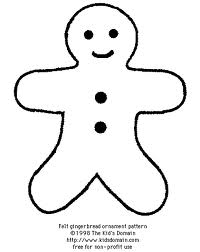 Felt gingerbread ornament pattern
©1998 The Kid's Domain
http://www.kidsdomain.com
free for non-profit use